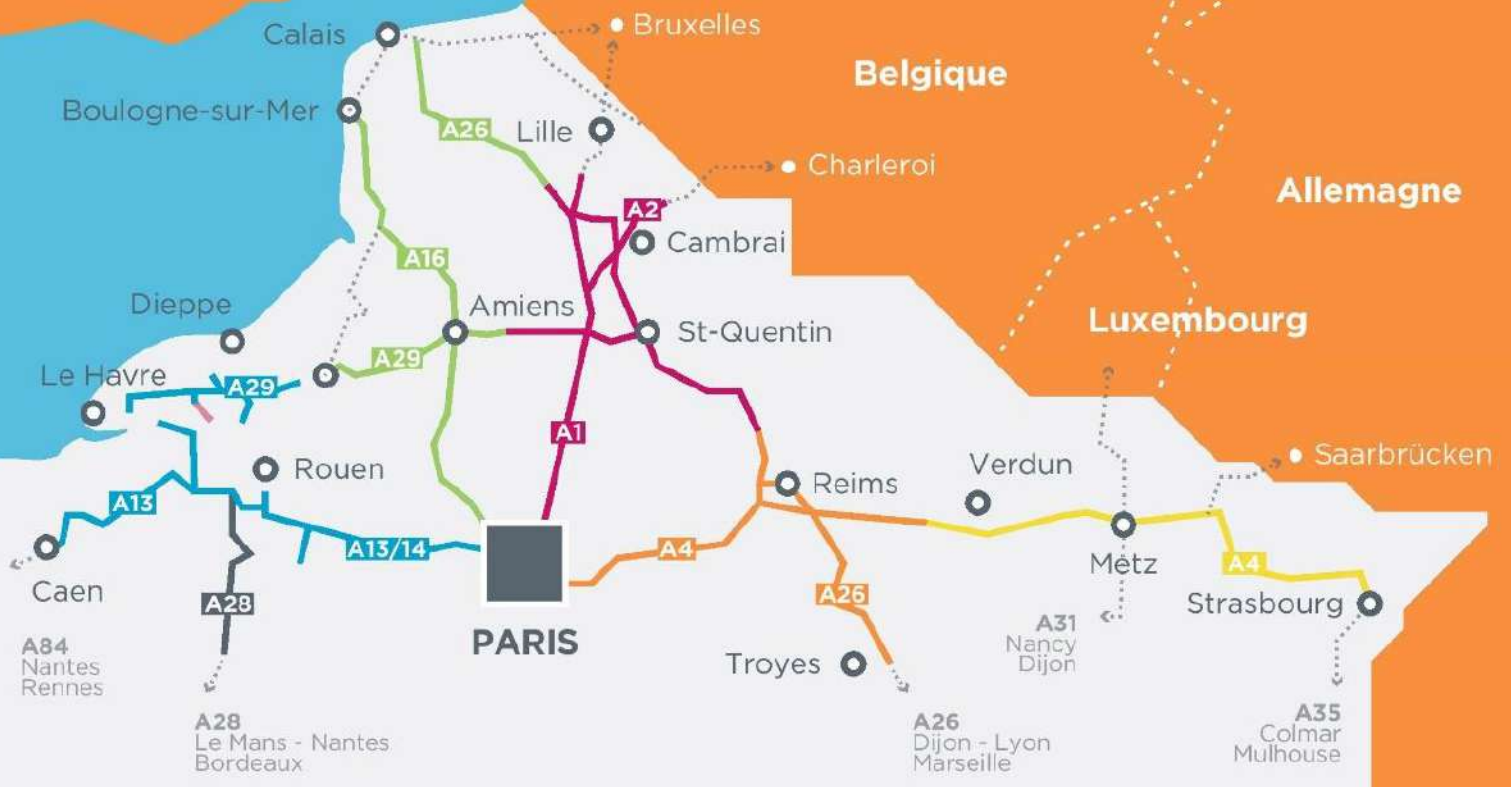 Calais
Bruxelles
Belgique
Boulogne-sur-Mer
A26
Lille
Charleroi
Allemagne
A2
Cambrai
A16
Dieppe
Amiens
St-Quentin
Luxembourg
Le Havre
A29
A29
A1
Rouen
Verdun
Saarbrücken
Reims
A13
A13/14
A4
Metz
A4
Caen
A28
A26
Strasbourg
PARIS
Troyes
A84
Nantes
Rennes
A31
Nancy
Dijon
A28
Le Mans - Nantes
Bordeaux
A26
Dijon - Lyon
Marseille
A35
Colmar
Mulhouse